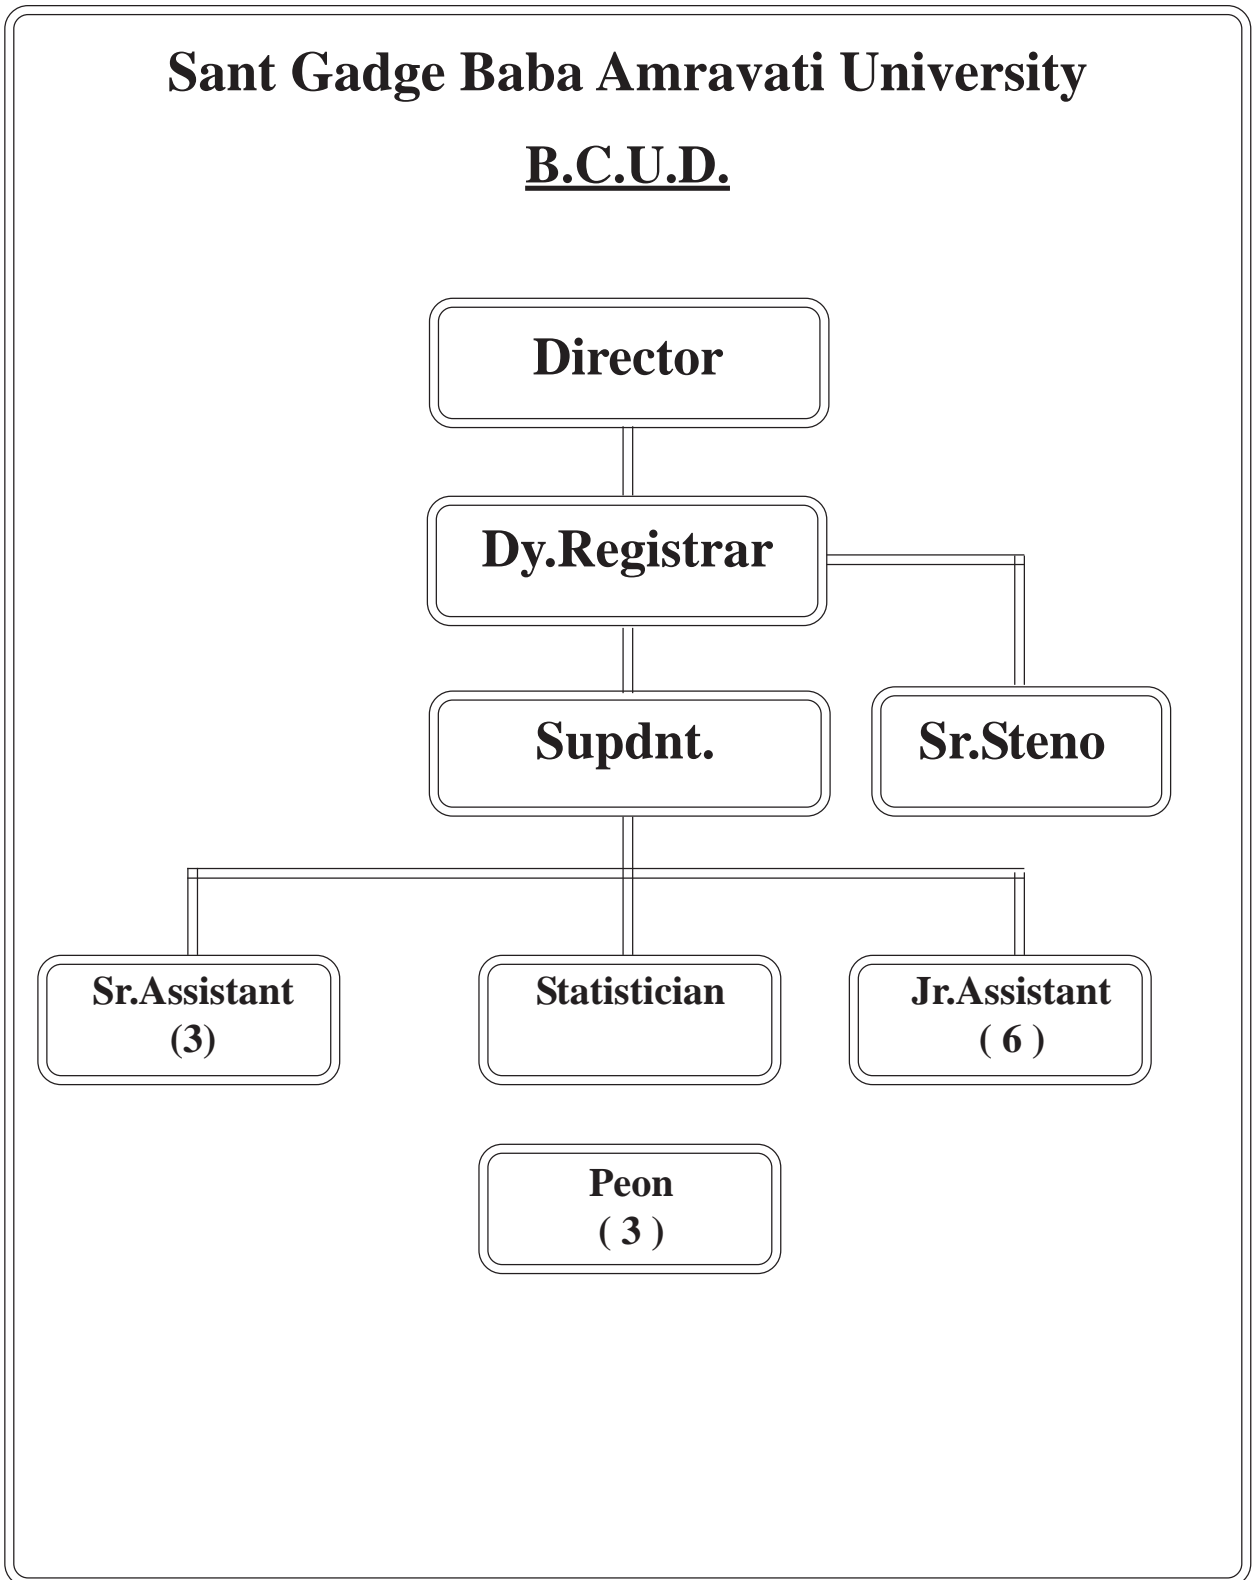 Sant Gadge Baba Amravati University
B.C.U.D.
Director
Dy.Registrar
Supdnt.
Sr.Steno
Sr.Assistant
(3)
Statistician
Jr.Assistant
( 6 )
Peon
( 3 )